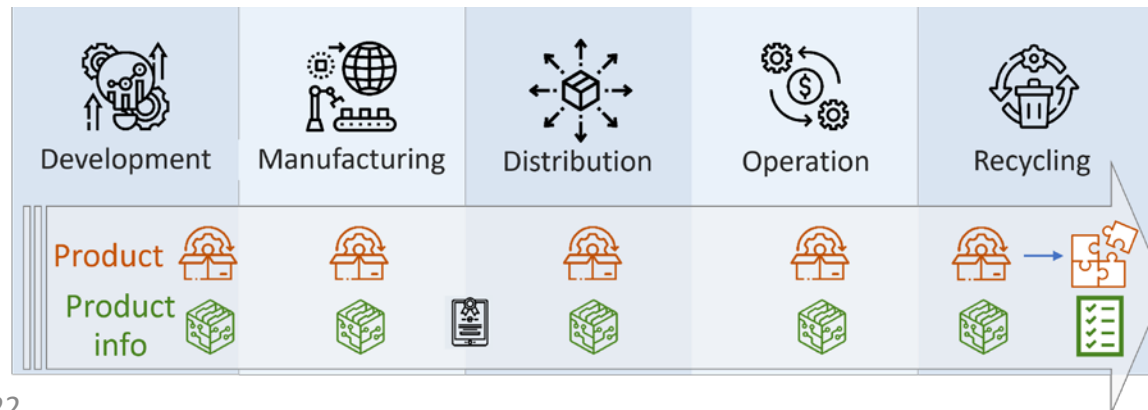 Development
Manufacturing
Distribution
Operation
Recycling
Product
Product
info